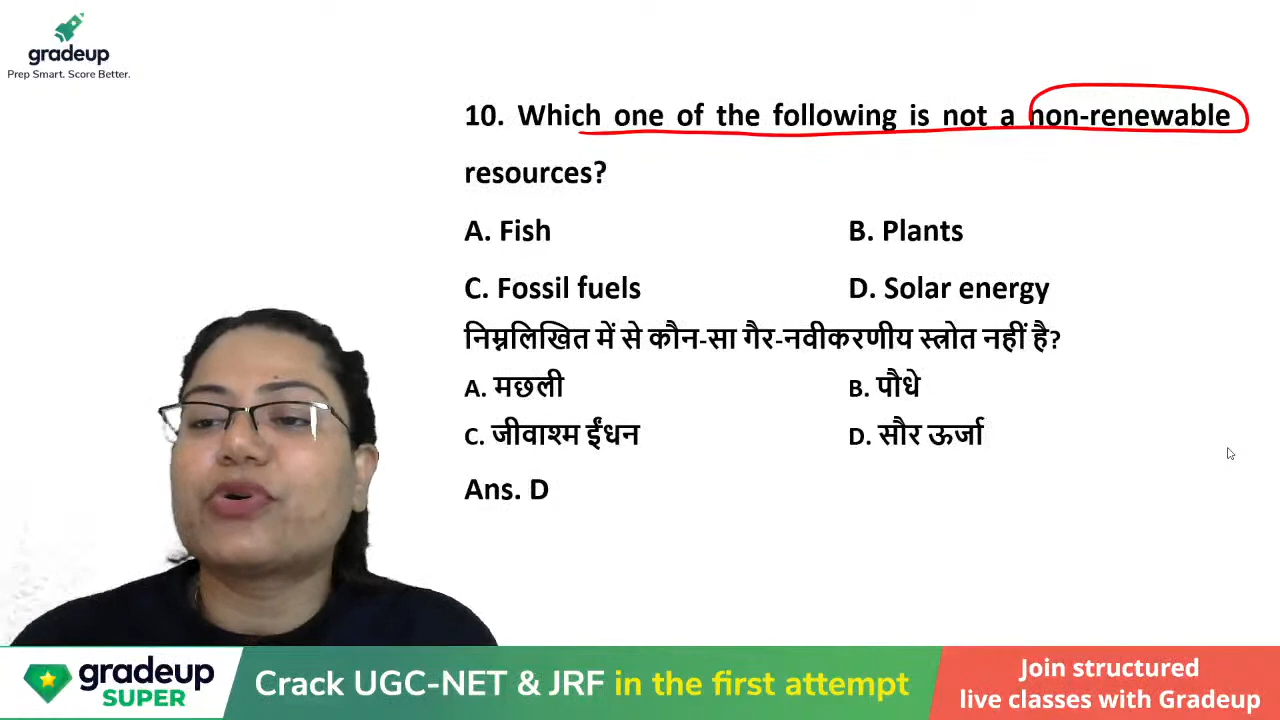 gradeup
Prep Smart. Score Better.
10. Which one of the following is not a non-renewable
resources?
A. Fish B. Plants
C. Fossil fuels D. Solar energy
निम्नलिखित में से कौन-सा गैर-नवीकरणीय स्त्रोत नहीं है?
A. मछली B. पौधे
C. जीवाश्म ईंधन D. सौर ऊर्जा
Ans. D
gradeup
SUPER
Crack UGC-NET & JRF in the first attempt
Join structured
live classes with Gradeup